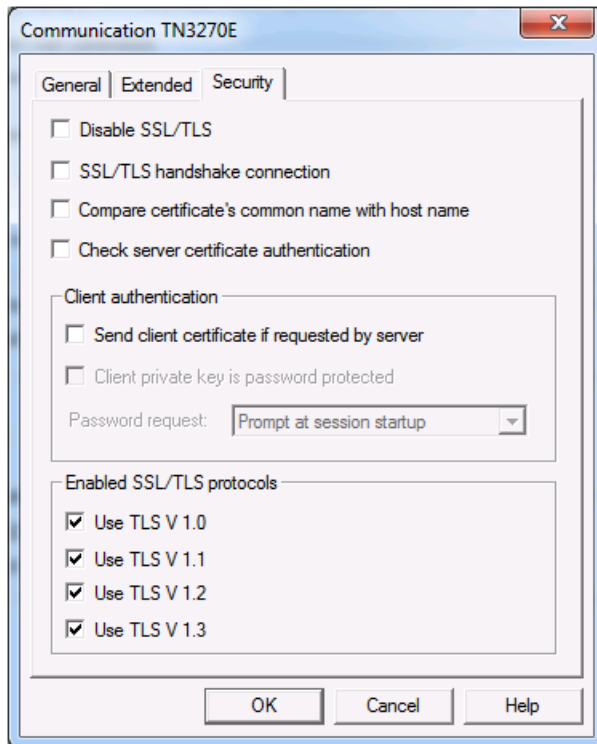 Communication TN3270E
General Extended Security
Disable SSL/TLS
SSL/TLS handshake connection
Compare certificate's common name with host name
Check server certificate authentication
Client authentication
Send client certificate if requested by server
Client private key is password protected
Password request: Prompt at session startup
Enabled SSL/TLS protocols
Use TLS V 1.0
Use TLS V 1.1
Use TLS V 1.2
Use TLS V 1.3
OK Cancel Help